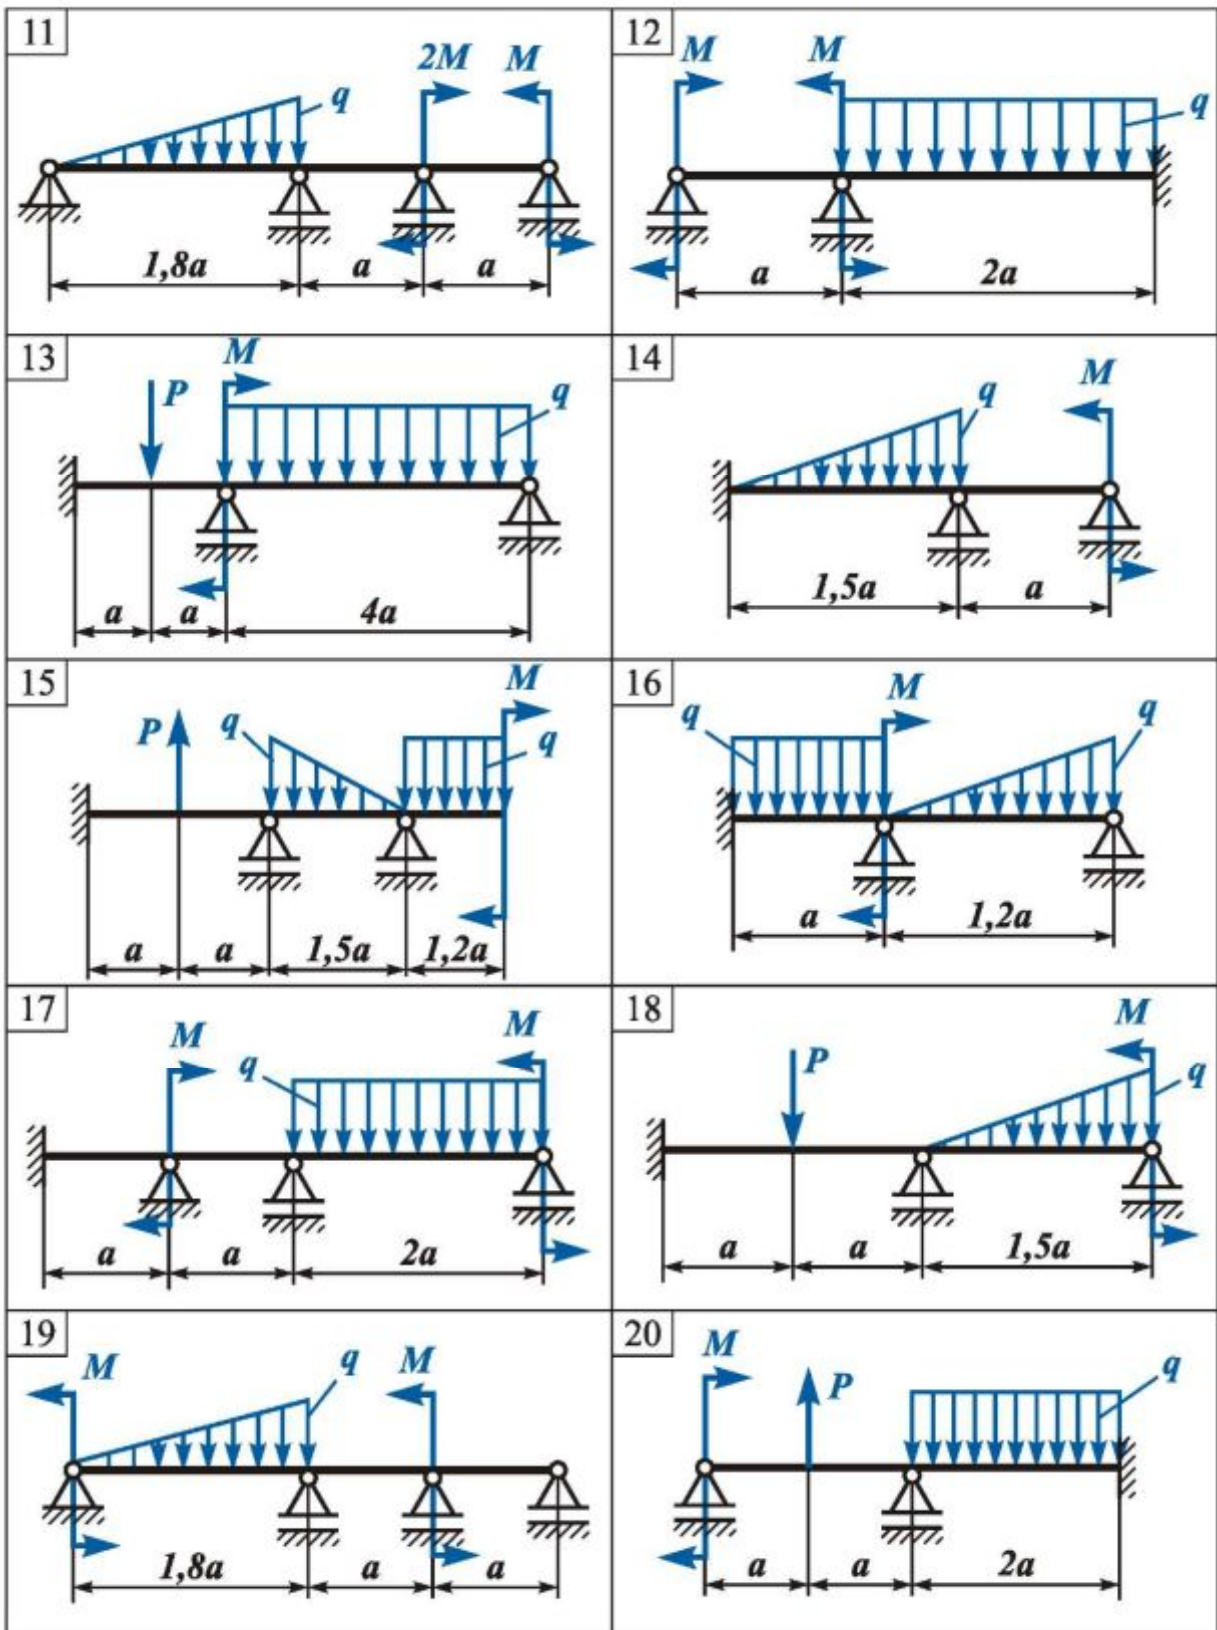 11
2M M
q
1,8a a a
12
M M
q
a 2a
13
M
P
q
a a 4a
14
M
q
1,5a a
15
M
P q q
a a 1,5a 1,2a
16
M
q q
a 1,2a
17
M M
q
a a 2a
18
M
P q
a a 1,5a
19
M q M
1,8a a a
20
M
P q
a a 2a